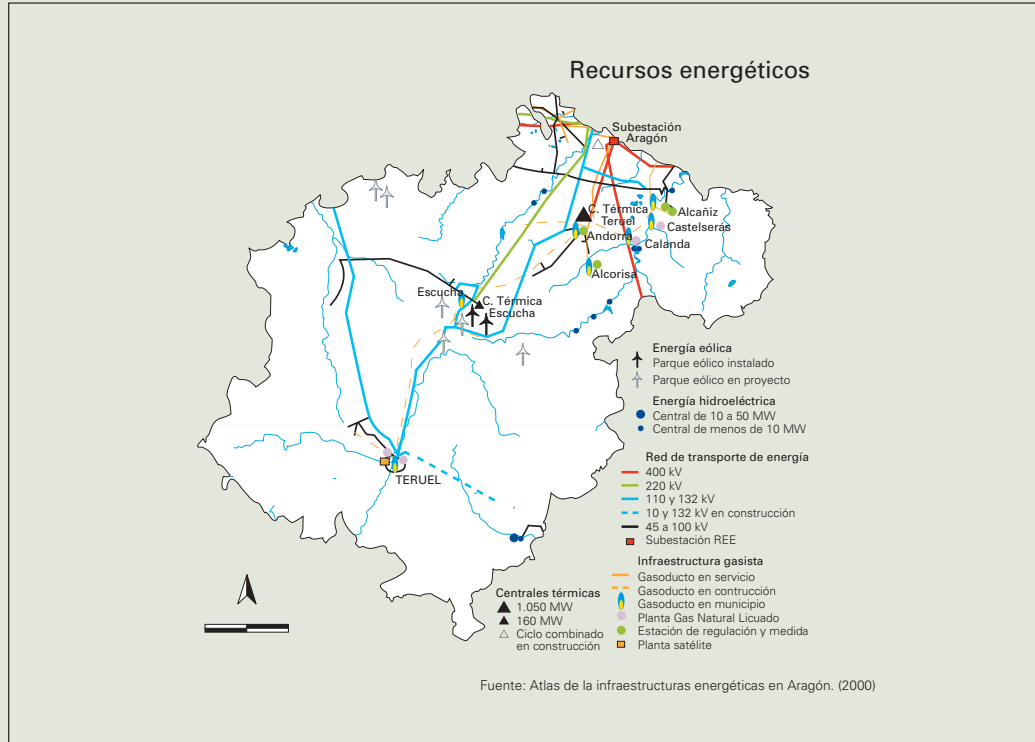 Recursos energéticos
Subestación
Aragón
C. Térmica
Teruel
Alcañiz
Castelserás
Andorra
Calanda
Alcorisa
Escucha
C. Térmica
Escucha
TERUEL
Energía eólica
Parque eólico instalado
Parque eólico en proyecto
Energía hidroeléctrica
Central de 10 a 50 MW
Central de menos de 10 MW
Red de transporte de energía
400 kV
220 kV
110 y 132 kV
10 y 132 kV en construcción
45 a 100 kV
Subestación REE
Infraestructura gasista
Gasoducto en servicio
Gasoducto en contrucción
Gasoducto en municipio
Planta Gas Natural Licuado
Estación de regulación y medida
Planta satélite
Centrales térmicas
1.050 MW
160 MW
Ciclo combinado
en construcción
Fuente: Atlas de la infraestructuras energéticas en Aragón. (2000)